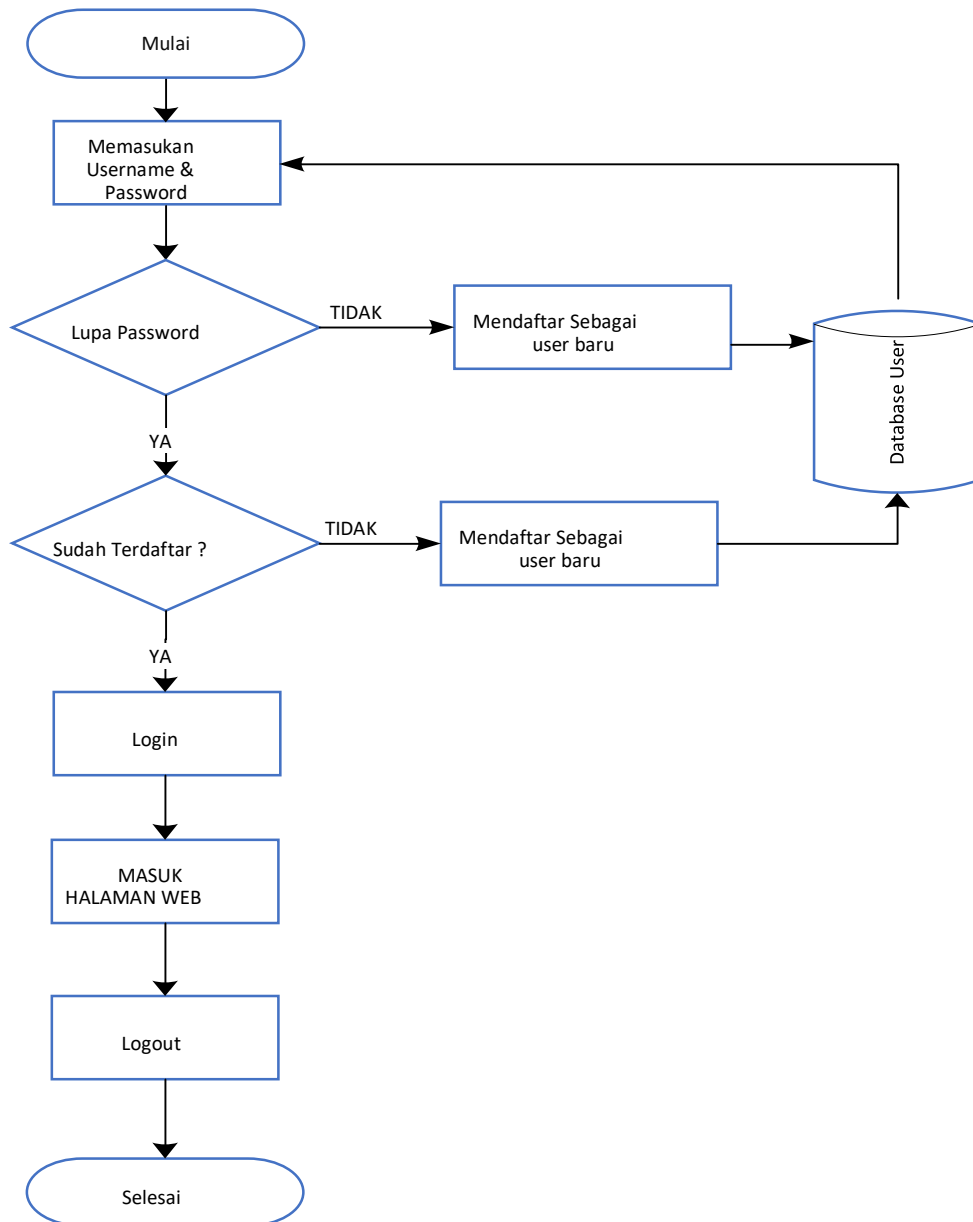 Mulai
Memasukan
Username &
Password
Lupa Password
TIDAK
Mendaftar Sebagai
user baru
Database User
YA
Sudah Terdaftar ?
TIDAK
Mendaftar Sebagai
user baru
YA
Login
MASUK
HALAMAN WEB
Logout
Selesai